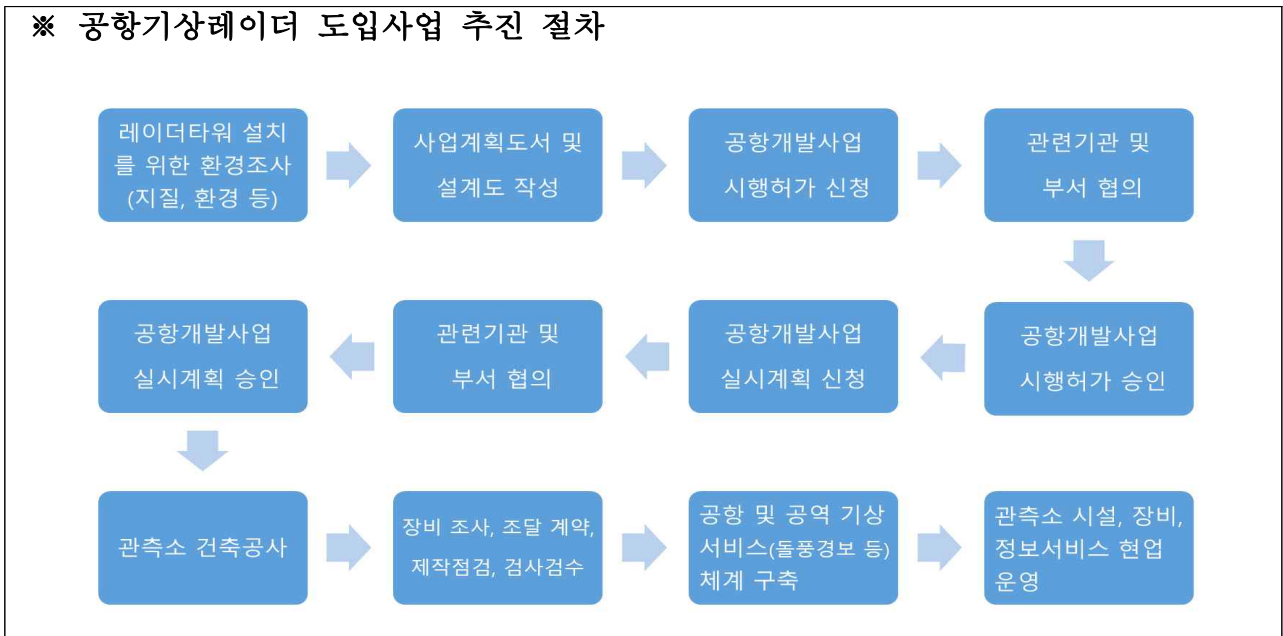 ※ 공항기상레이더 도입사업 추진 절차
레이더타워 설치
를 위한 환경조사
(지질, 환경 등)
사업계획도서 및
설계도 작성
공항개발사업
시행허가 신청
관련기관 및
부서 협의
공항개발사업
시행허가 승인
공항개발사업
실시계획 신청
관련기관 및
부서 협의
공항개발사업
실시계획 승인
관측소 건축공사
장비 조사, 조달 계약,
제작점검, 검사검수
공항 및 공역 기상
서비스(돌풍경보 등)
체계 구축
관측소 시설, 장비,
정보서비스 현업
운영